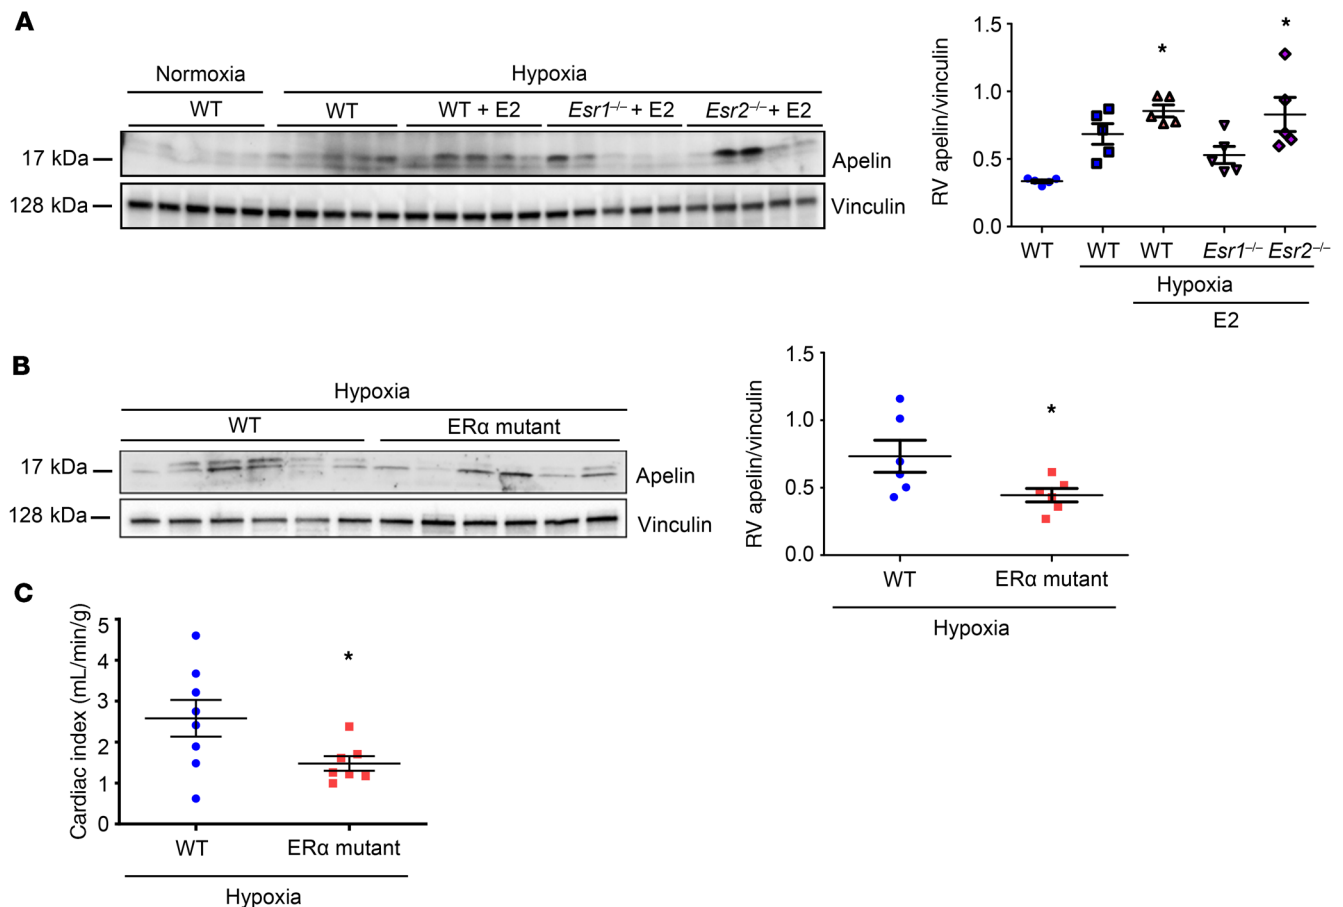 A
Normoxia
Hypoxia
WT
WT
WT + E2
Esr1–/– + E2
Esr2–/– + E2
17 kDa
Apelin
128 kDa
Vinculin
RV apelin/vinculin
1.5
1.0
0.5
0.0
*
*
WT
WT
WT
Esr1–/–
Esr2–/–
Hypoxia
E2
B
Hypoxia
WT
ERα mutant
17 kDa
Apelin
128 kDa
Vinculin
RV apelin/vinculin
1.5
1.0
0.5
0.0
*
WT
ERα mutant
Hypoxia
C
Cardiac index (mL/min/g)
5
4
3
2
1
0
*
WT
ERα mutant
Hypoxia